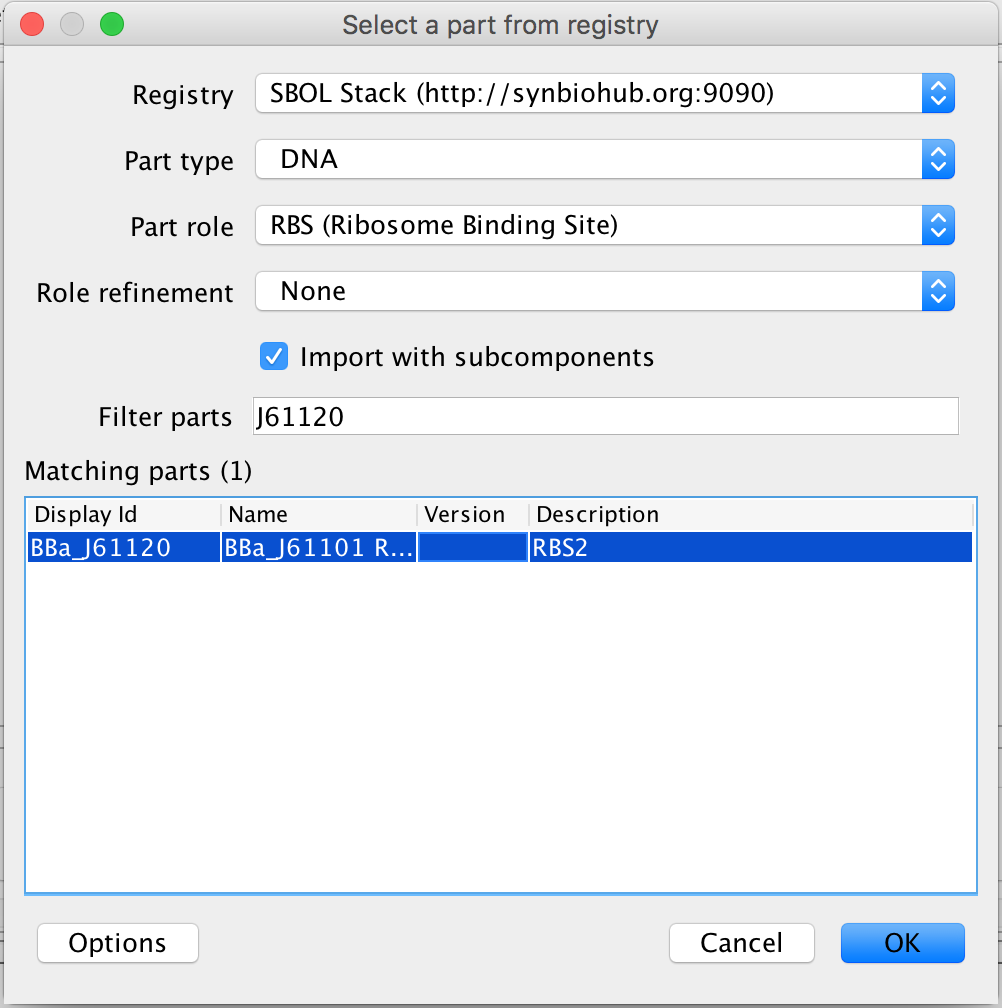 Select a part from registry
Registry SBOL Stack (http://synbiohub.org:9090)
Part type DNA
Part role RBS (Ribosome Binding Site)
Role refinement None
Import with subcomponents
Filter parts J61120
Matching parts (1)
Display Id Name Version Description
BBa_J61120 BBa_J61101 R... RBS2
Options Cancel OK